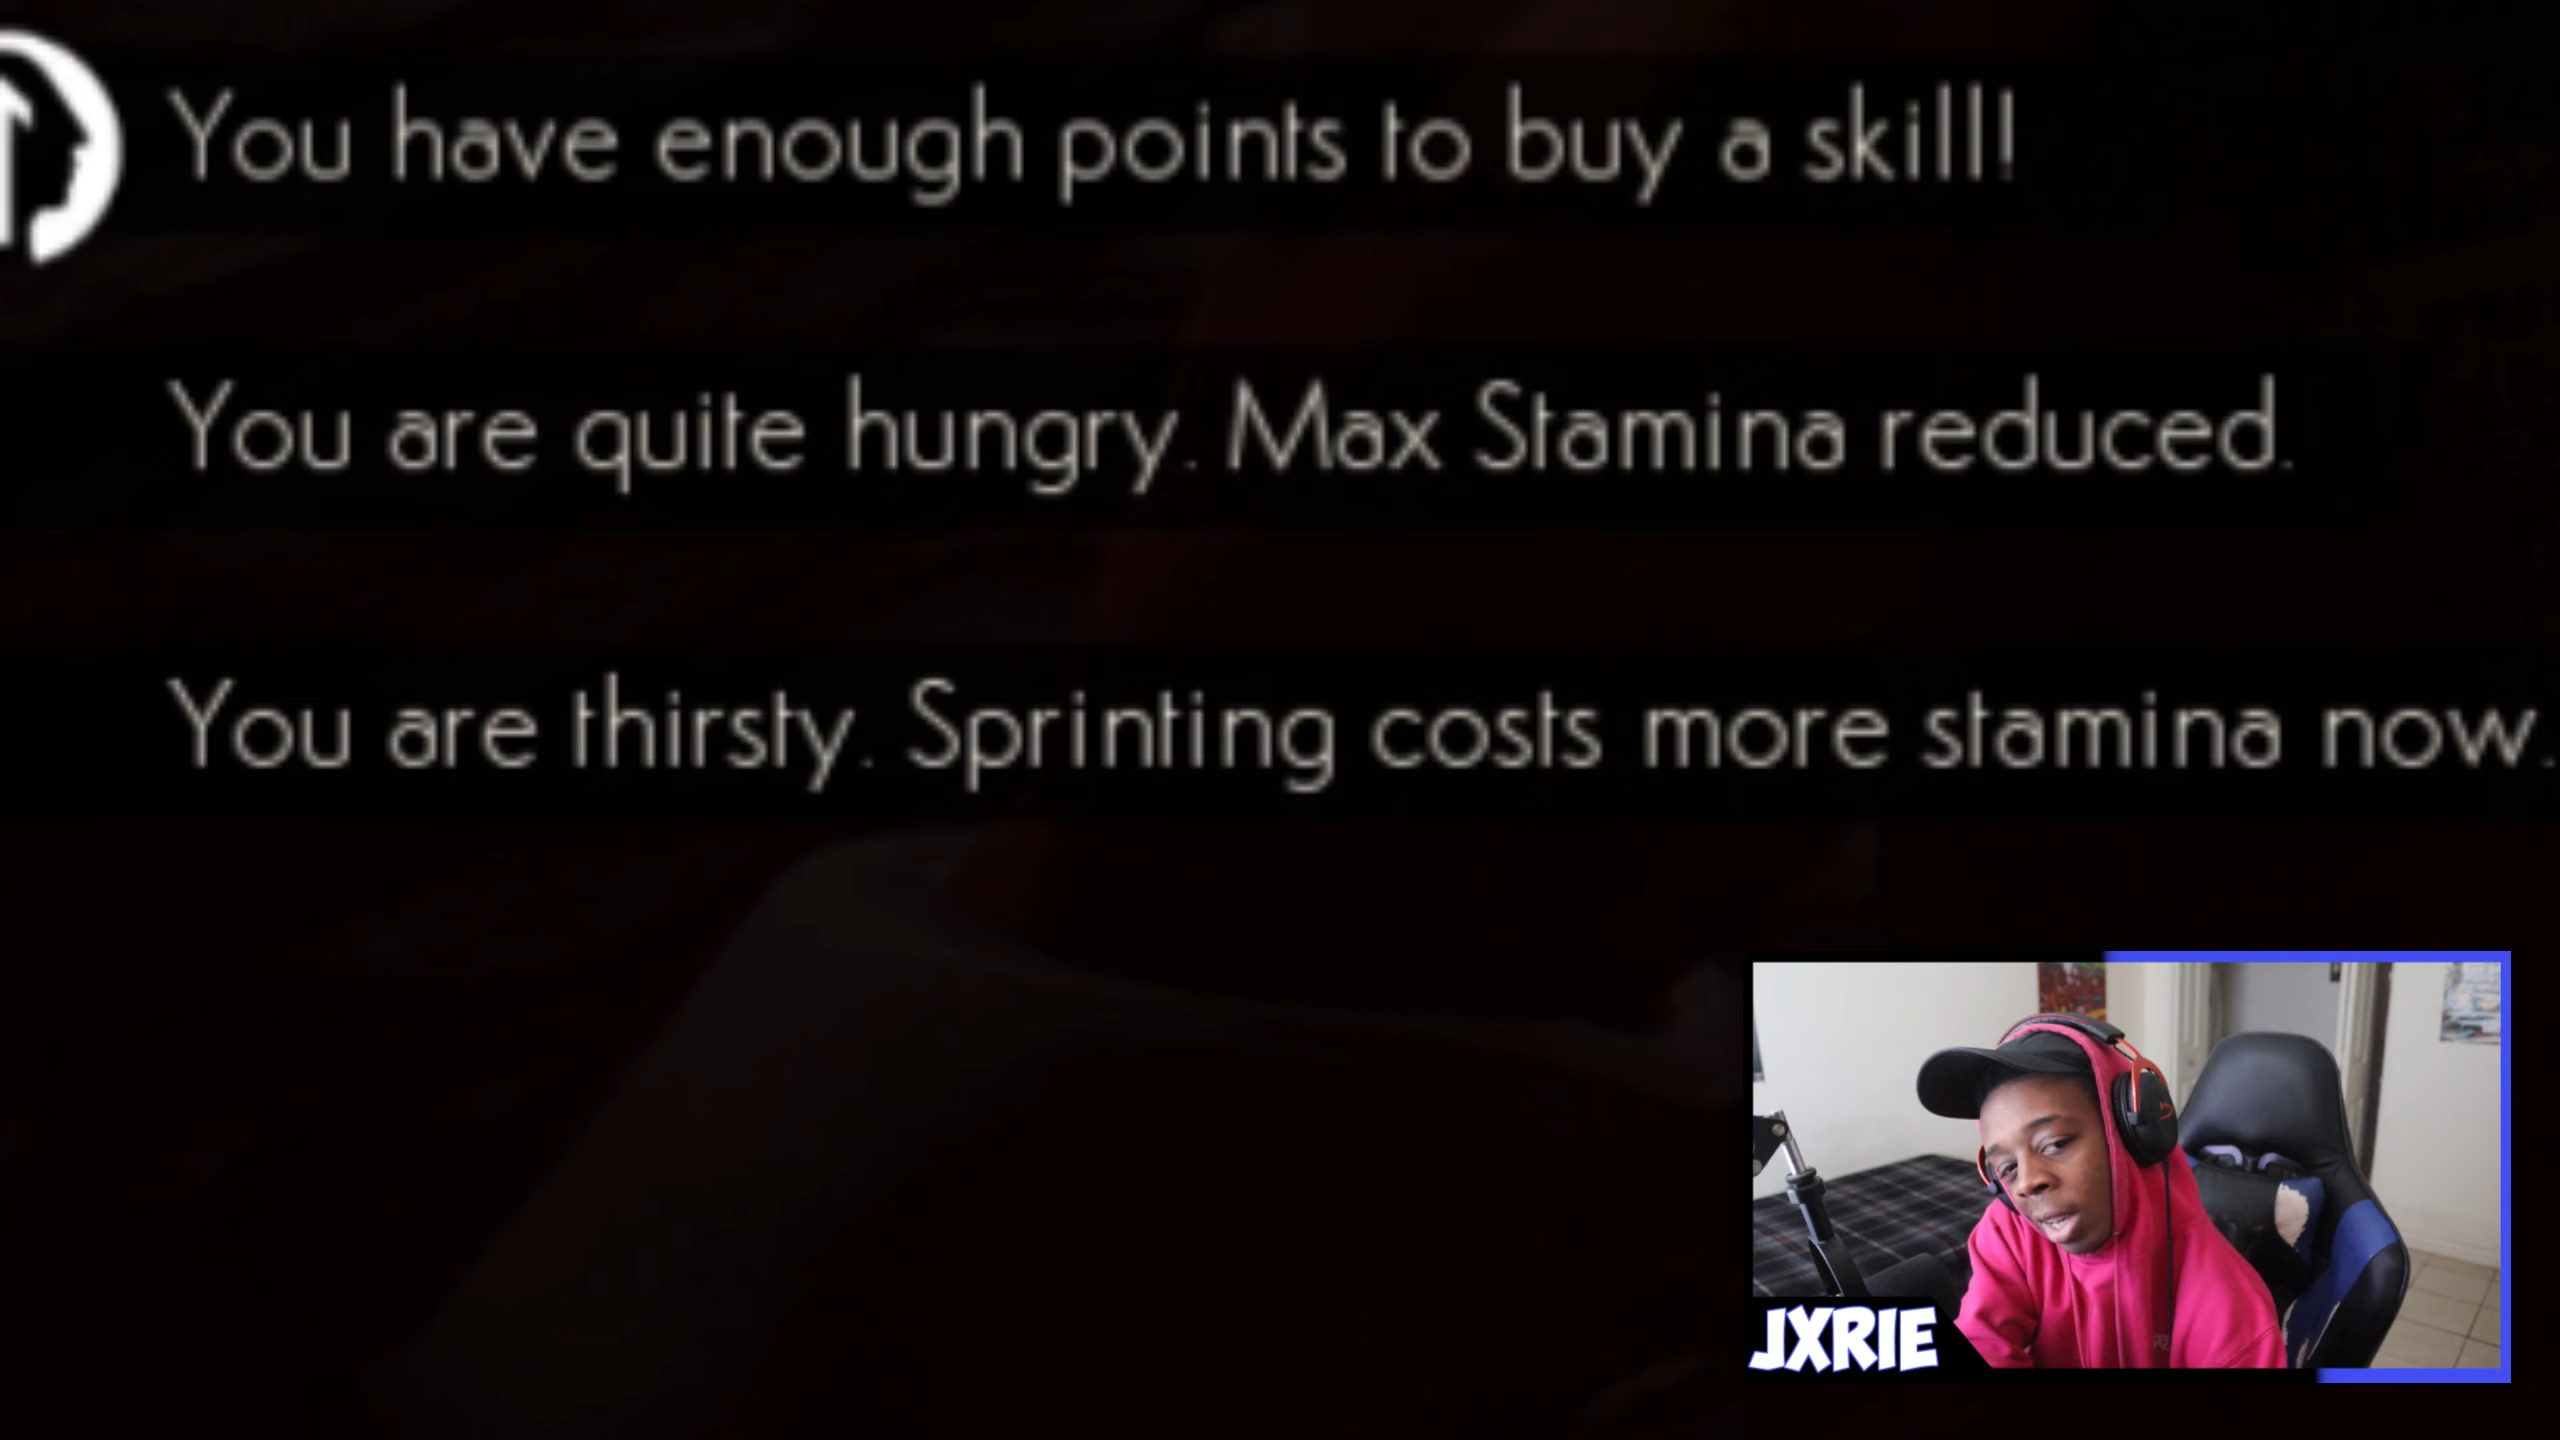 You have enough points to buy a skill!
You are quite hungry. Max Stamina reduced.
You are thirsty. Sprinting costs more stamina now.
JXRIE